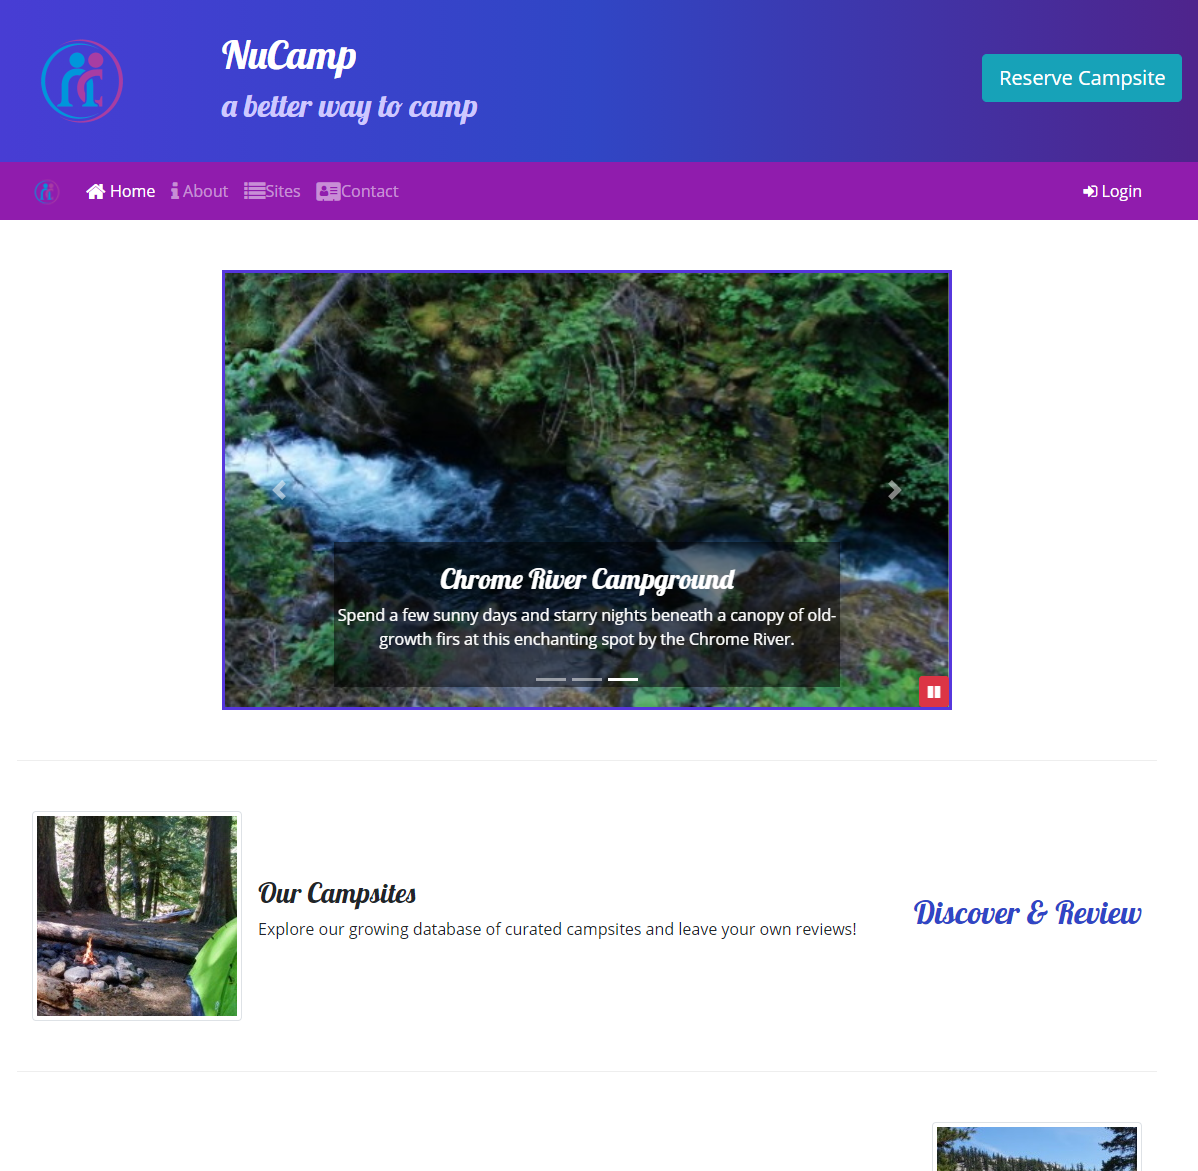 NuCamp
a better way to camp
Reserve Campsite
Home About Sites Contact Login
Chrome River Campground
Spend a few sunny days and starry nights beneath a canopy of old-
growth firs at this enchanting spot by the Chrome River.
Our Campsites
Explore our growing database of curated campsites and leave your own reviews!
Discover & Review